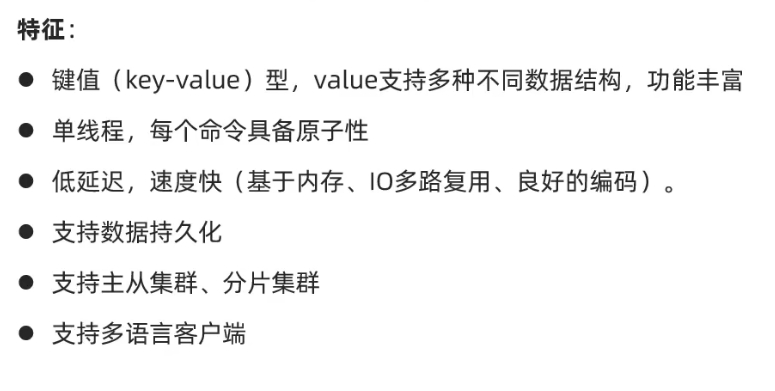 特征：
● 键值（key-value）型，value支持多种不同数据结构，功能丰富
● 单线程，每个命令具备原子性
● 低延迟，速度快（基于内存、IO多路复用、良好的编码）。
● 支持数据持久化
● 支持主从集群、分片集群
● 支持多语言客户端